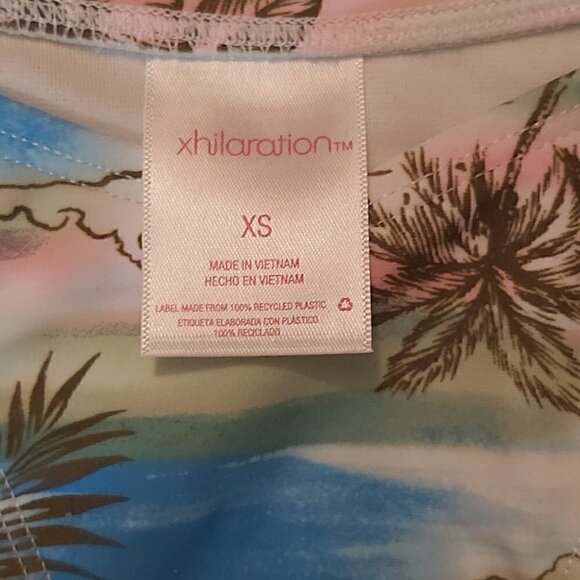 xhilaration™
XS
MADE IN VIETNAM
HECHO EN VIETNAM
LABEL MADE FROM 100% RECYCLED PLASTIC
ETIQUETA ELABORADA CON PLÁSTICO
100% RECICLADO